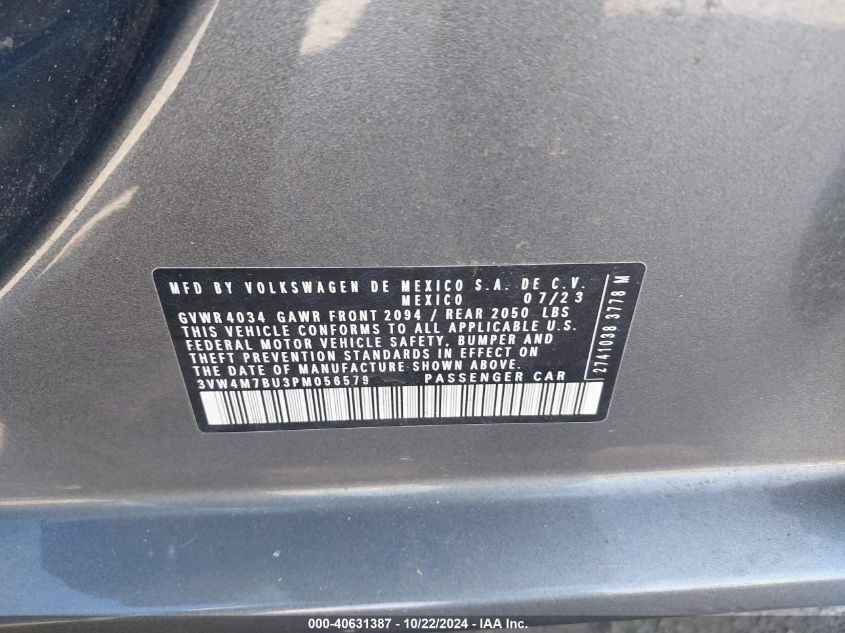 MFD BY VOLKSWAGEN DE MEXICO S.A. DE C.V.
MEXICO 07/23
GVWR 4034 GAWR FRONT 2094 / REAR 2050 LBS
THIS VEHICLE CONFORMS TO ALL APPLICABLE U.S.
FEDERAL MOTOR VEHICLE SAFETY, BUMPER AND
THEFT PREVENTION STANDARDS IN EFFECT ON
THE DATE OF MANUFACTURE SHOWN ABOVE.
3VW4M7BU3PM056579 PASSENGER CAR
2741038 3778 M
000-40631387 - 10/22/2024 - IAA Inc.